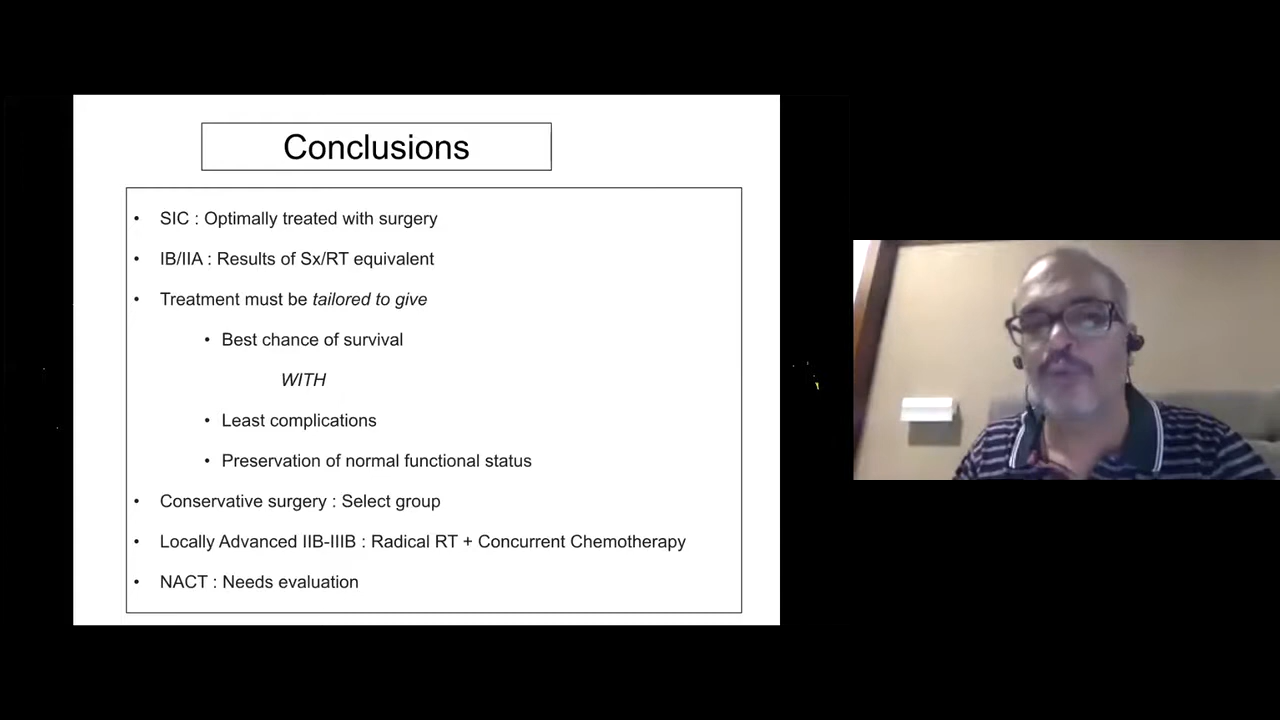 Conclusions
• SIC : Optimally treated with surgery
• IB/IIA : Results of Sx/RT equivalent
• Treatment must be tailored to give
• Best chance of survival
WITH
• Least complications
• Preservation of normal functional status
• Conservative surgery : Select group
• Locally Advanced IIB-IIIB : Radical RT + Concurrent Chemotherapy
• NACT : Needs evaluation